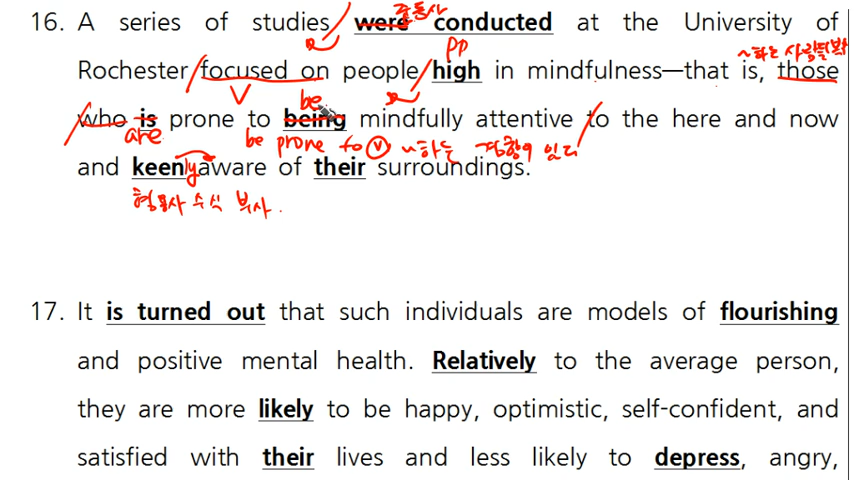 중동사
16. A series of studies were conducted at the University of
pp
~하는 사람들
Rochester focused on people high in mindfulness—that is, those
V
be
who is prone to being mindfully attentive to the here and now
are
be prone to ⓥ ~하는 경향이 있다
and keenly aware of their surroundings.
형용사 수식 부사.
17. It is turned out that such individuals are models of flourishing
and positive mental health. Relatively to the average person,
they are more likely to be happy, optimistic, self-confident, and
satisfied with their lives and less likely to depress, angry,